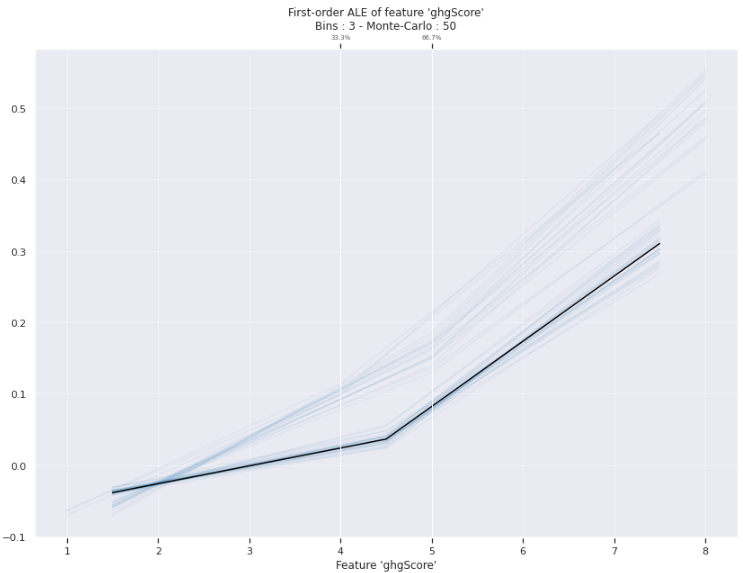 First-order ALE of feature 'ghgScore'
Bins : 3 - Monte-Carlo : 50
33.3% 66.7%
0.5
0.4
0.3
0.2
0.1
0.0
−0.1
1 2 3 4 5 6 7 8
Feature 'ghgScore'